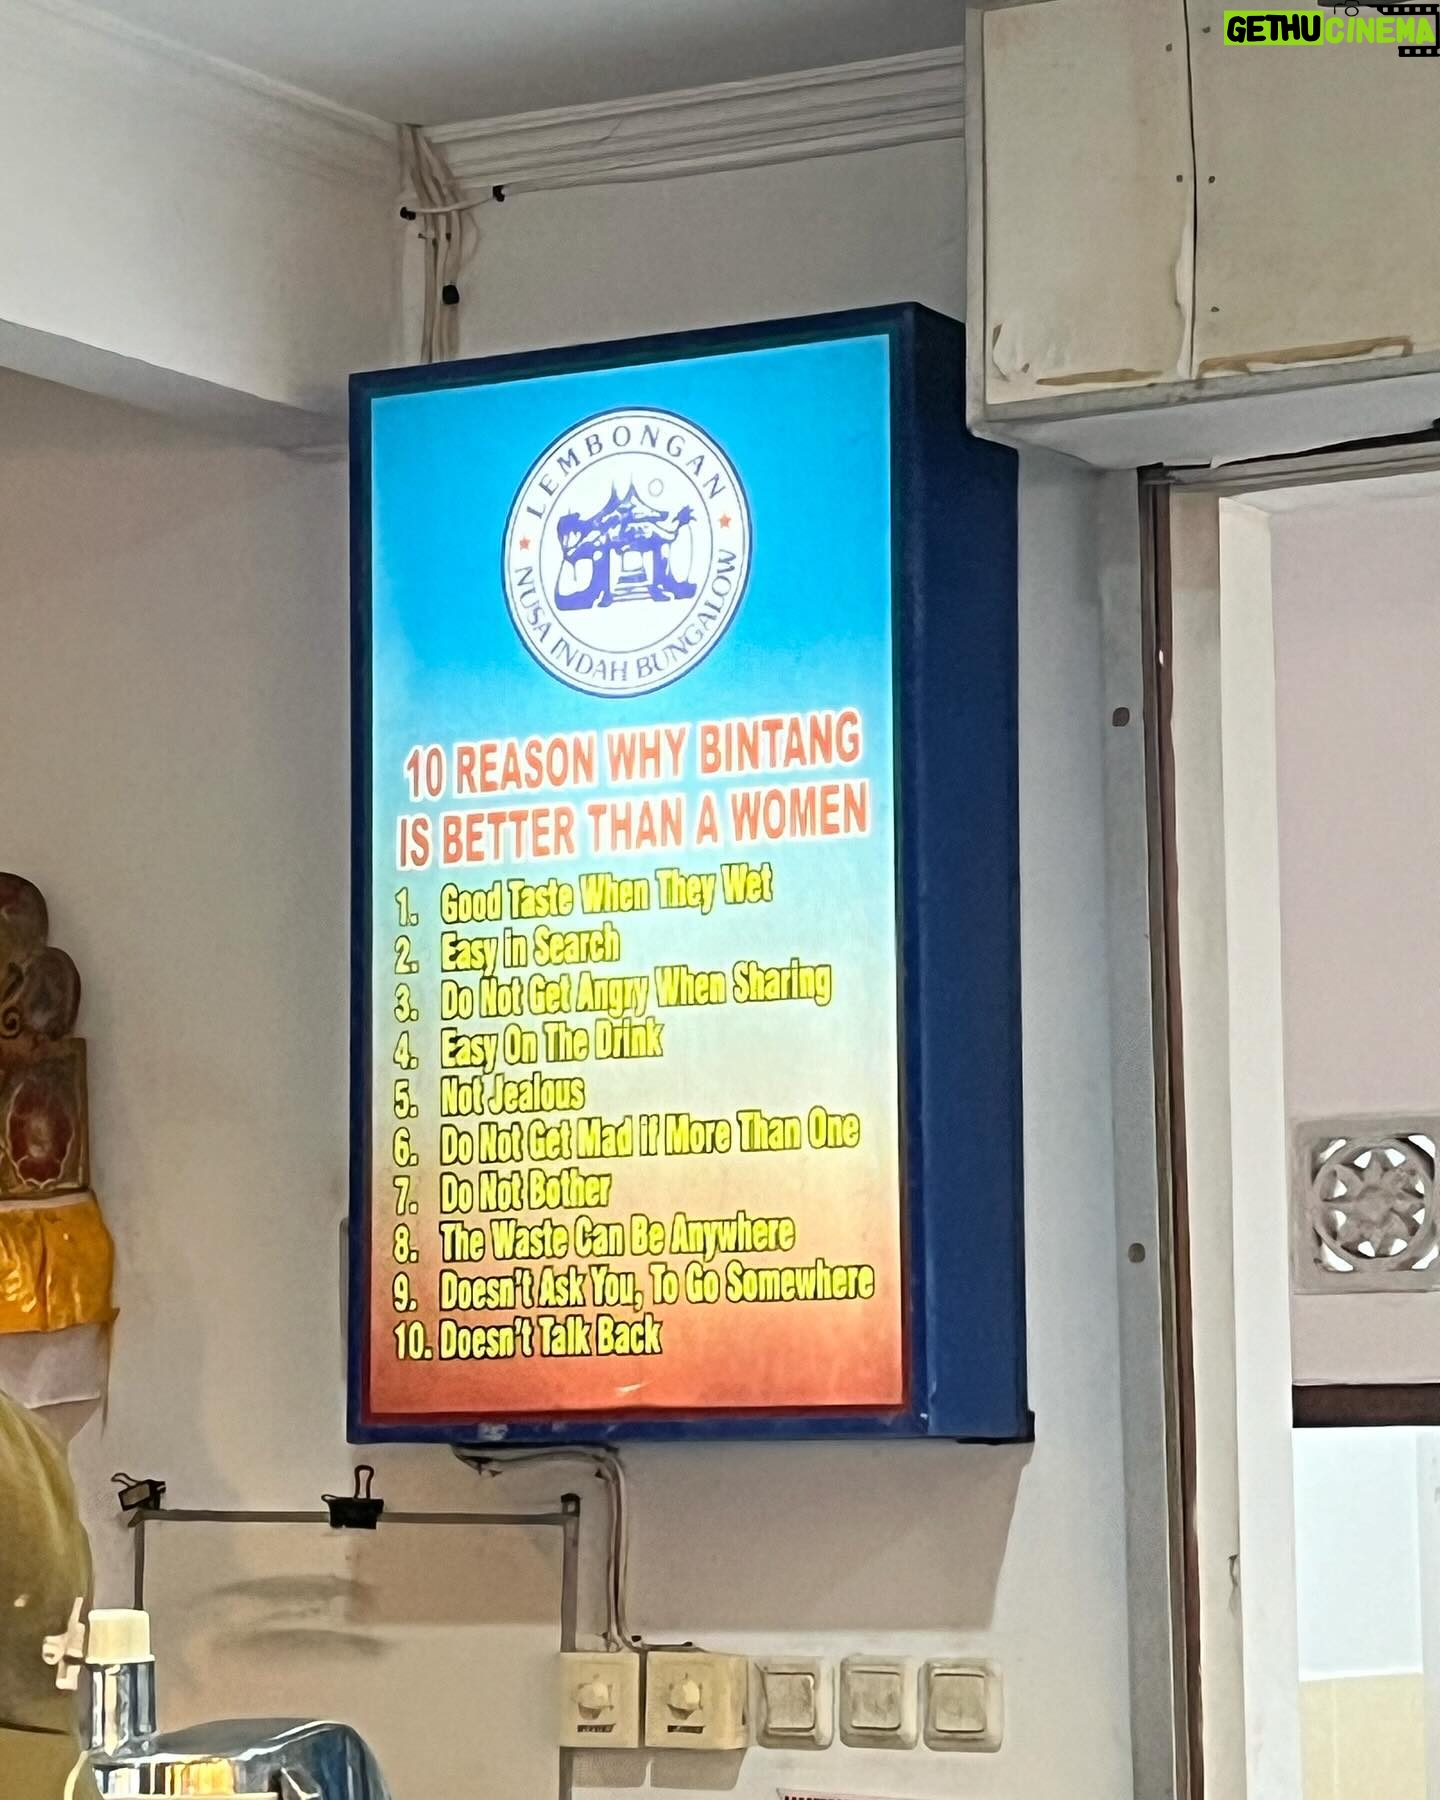 GETHUCINEMA
LEMBONGAN
NUSA INDAH BUNGALOW
10 REASON WHY BINTANG
IS BETTER THAN A WOMEN
1. Good Taste When They Wet
2. Easy in Search
3. Do Not Get Angry When Sharing
4. Easy On The Drink
5. Not Jealous
6. Do Not Get Mad if More Than One
7. Do Not Bother
8. The Waste Can Be Anywhere
9. Doesn't Ask You, To Go Somewhere
10. Doesn't Talk Back